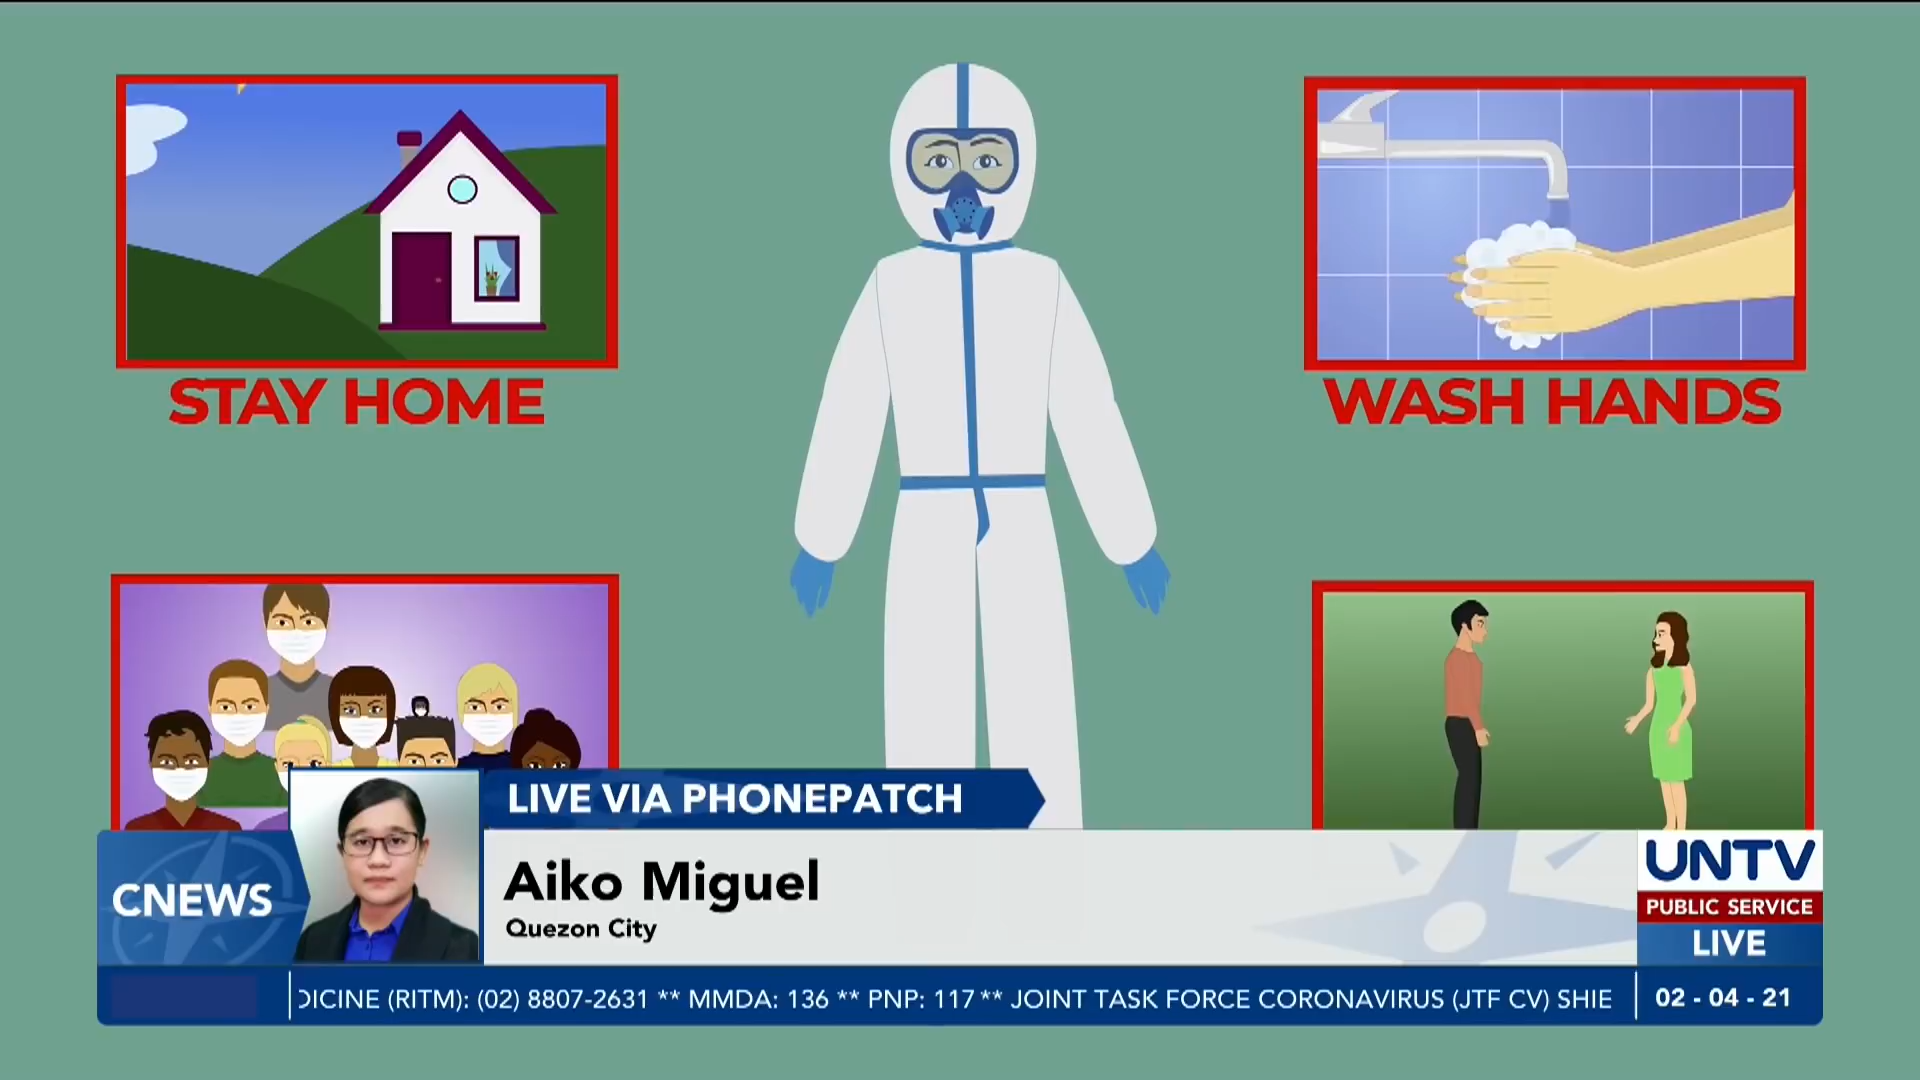 STAY HOME
WASH HANDS
LIVE VIA PHONEPATCH
Aiko Miguel
Quezon City
CNEWS
UNTV
PUBLIC SERVICE
LIVE
DICINE (RITM): (02) 8807-2631 ** MMDA: 136 ** PNP: 117 ** JOINT TASK FORCE CORONAVIRUS (JTF CV) SHIE
02 - 04 - 21